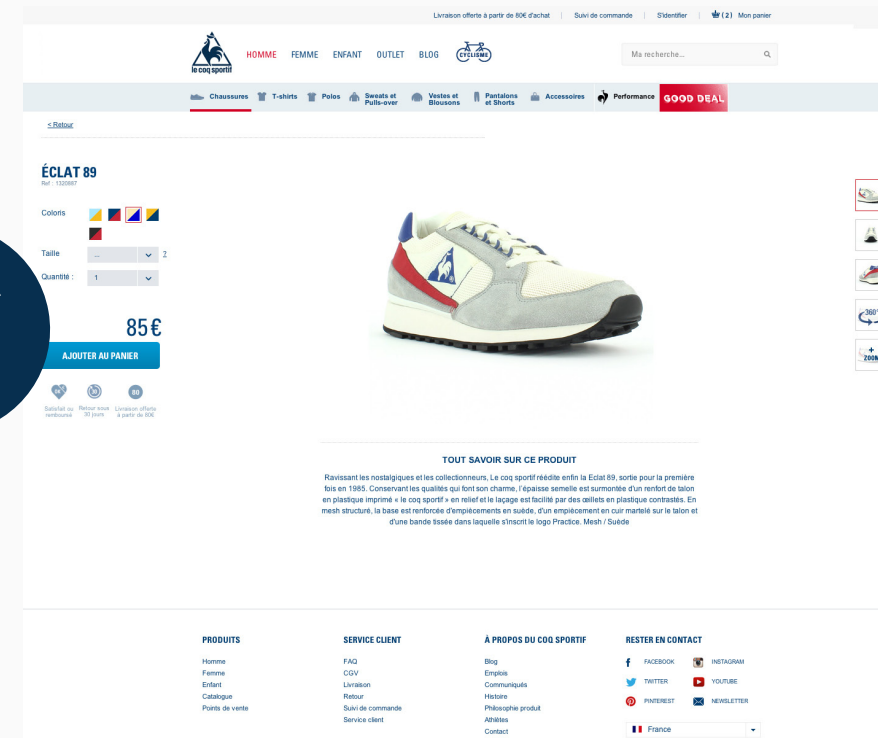 Livraison offerte à partir de 80€ d'achat | Suivi de commande | S'identifier | (2) Mon panier
le coq sportif
HOMME FEMME ENFANT OUTLET BLOG CYCLISME
Ma recherche...
Chaussures T-shirts Polos Sweats et Pulls-over Vestes et Blousons Pantalons et Shorts Accessoires Performance GOOD DEAL
< Retour
ÉCLAT 89
Ref : 1320887
Coloris
Taille ... ?
Quantité : 1
85 €
AJOUTER AU PANIER
30 80
Satisfait ou remboursé
Retour sous 30 jours
Livraison offerte à partir de 80€
360°
+
ZOOM
TOUT SAVOIR SUR CE PRODUIT
Ravissant les nostalgiques et les collectionneurs, Le coq sportif réédite enfin la Eclat 89, sortie pour la première
fois en 1985. Conservant les qualités qui font son charme, l'épaisse semelle est surmontée d'un renfort de talon
en plastique imprimé « le coq sportif » en relief et le laçage est facilité par des œillets en plastique contrastés. En
mesh structuré, la base est renforcée d'empiècements en suède, d'un empiècement en cuir martelé sur le talon et
d'une bande tissée dans laquelle s'inscrit le logo Practice. Mesh / Suède
PRODUITS
Homme
Femme
Enfant
Catalogue
Points de vente
SERVICE CLIENT
FAQ
CGV
Livraison
Retour
Suivi de commande
Service client
À PROPOS DU COQ SPORTIF
Blog
Emplois
Communiqués
Histoire
Philosophie produit
Athlètes
Contact
RESTER EN CONTACT
FACEBOOK INSTAGRAM
TWITTER YOUTUBE
PINTEREST NEWSLETTER
France